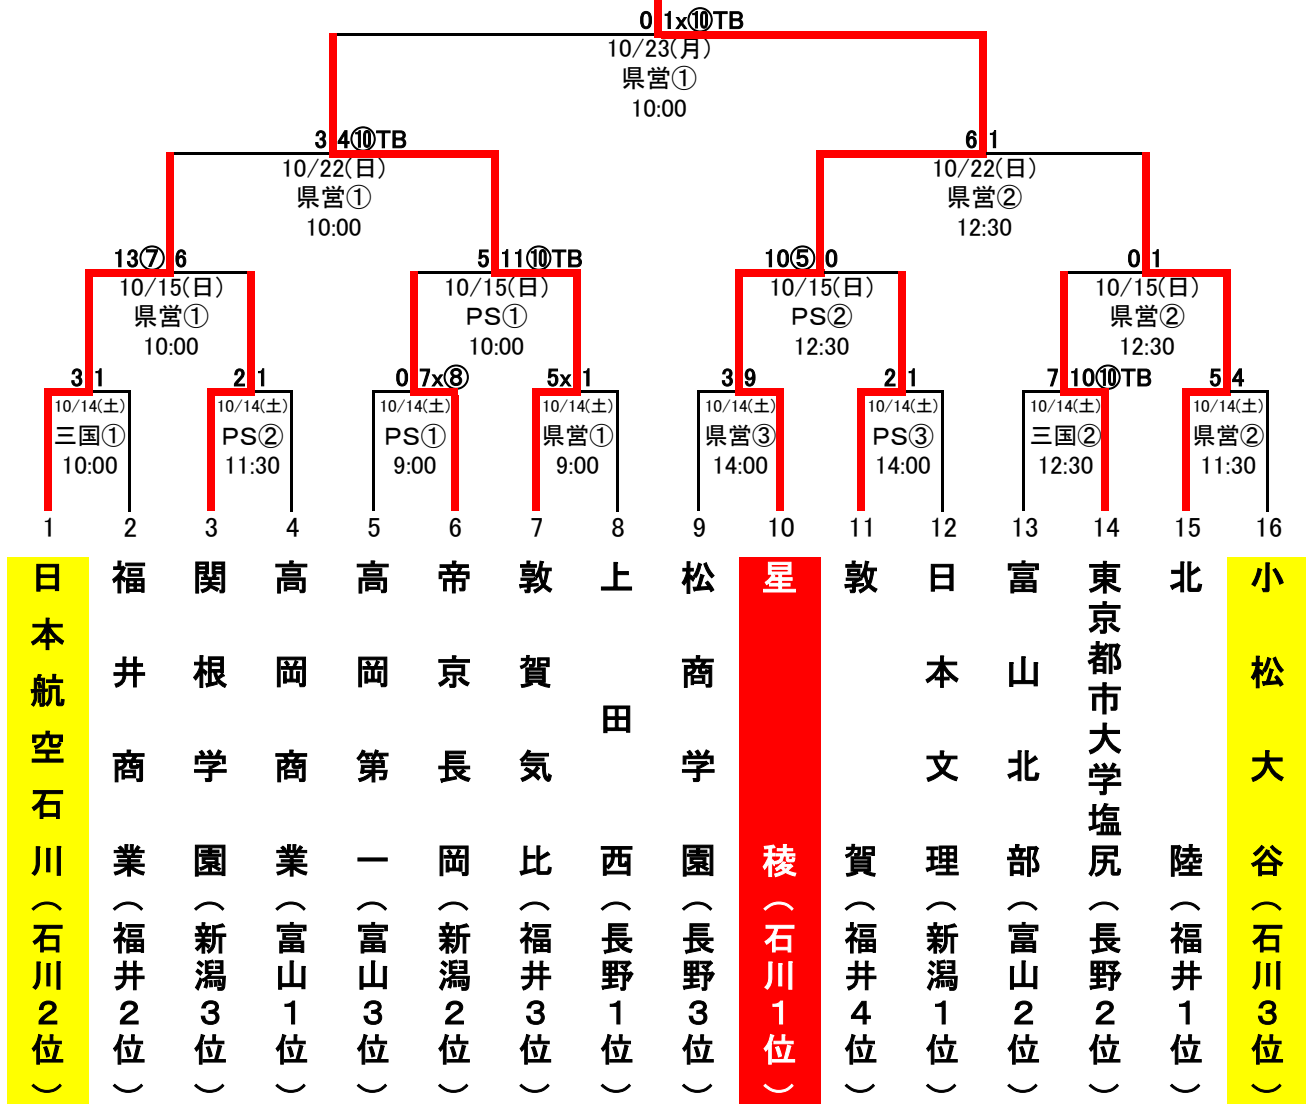 0 1x⑩TB
10/23(月)
県営①
10:00
3 4⑩TB
10/22(日)
県営①
10:00
6 1
10/22(日)
県営②
12:30
13⑦ 6
10/15(日)
県営①
10:00
5 11⑩TB
10/15(日)
PS①
10:00
10⑤ 0
10/15(日)
PS②
12:30
0 1
10/15(日)
県営②
12:30
3 1
10/14(土)
三国①
10:00
2 1
10/14(土)
PS②
11:30
0 7x⑧
10/14(土)
PS①
9:00
5x 1
10/14(土)
県営①
9:00
3 9
10/14(土)
県営③
14:00
2 1
10/14(土)
PS③
14:00
7 10⑩TB
10/14(土)
三国②
12:30
5 4
10/14(土)
県営②
11:30
1 2 3 4 5 6 7 8 9 10 11 12 13 14 15 16
日本航空石川(石川2位)
福井商業(福井2位)
関根学園(新潟3位)
高岡商業(富山1位)
高岡第一(富山3位)
帝京長岡(新潟2位)
敦賀気比(福井3位)
上田西(長野1位)
松商学園(長野3位)
星稜(石川1位)
敦賀(福井4位)
日本文理(新潟1位)
富山北部(富山2位)
東京都市大学塩尻(長野2位)
北陸(福井1位)
小松大谷(石川3位)